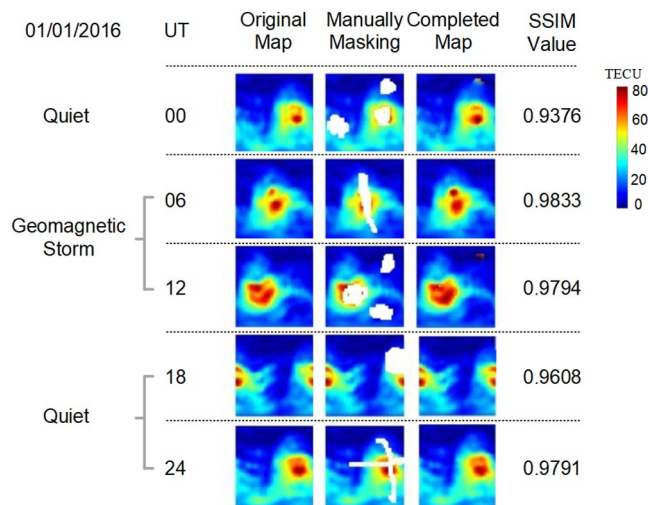 01/01/2016 UT Original Map Manually Masking Completed Map SSIM Value
TECU
80
60
40
20
0
Quiet 00 0.9376
Geomagnetic Storm
06 0.9833
12 0.9794
Quiet
18 0.9608
24 0.9791